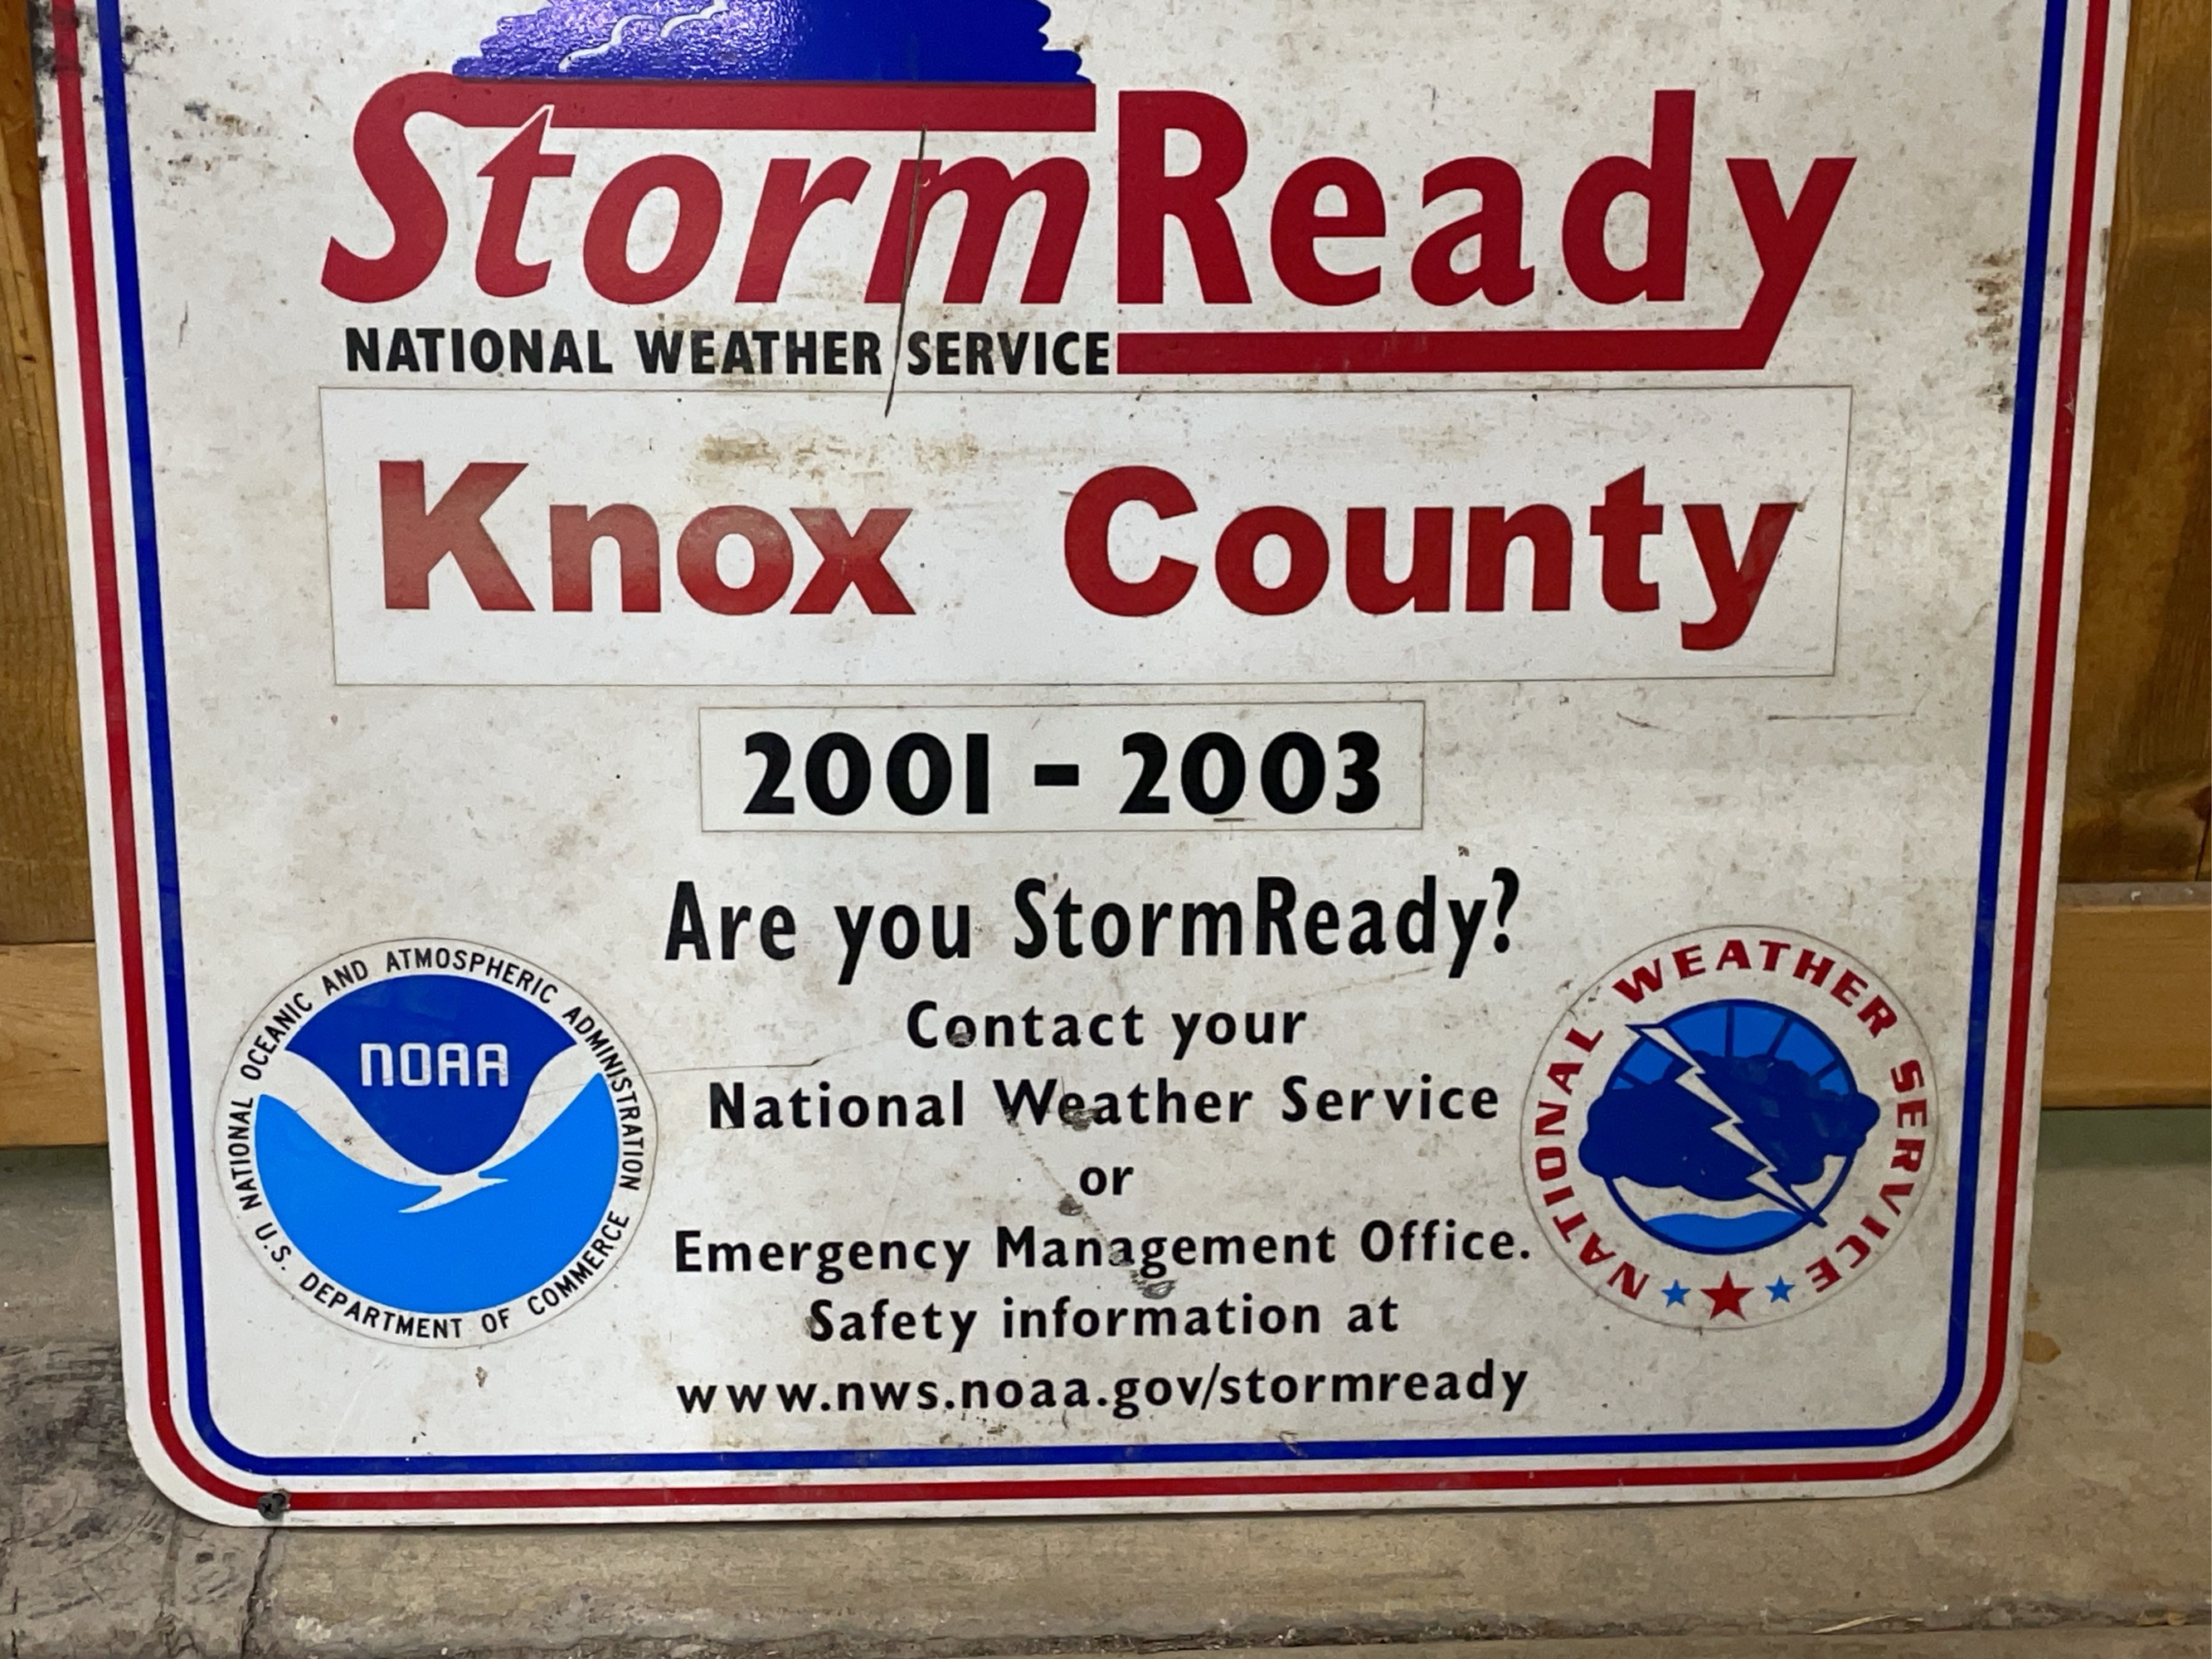 StormReady
NATIONAL WEATHER SERVICE
Knox County
2001 - 2003
Are you StormReady?
Contact your
National Weather Service
or
Emergency Management Office.
Safety information at
www.nws.noaa.gov/stormready
NATIONAL OCEANIC AND ATMOSPHERIC ADMINISTRATION
NOAA
U.S. DEPARTMENT OF COMMERCE
NATIONAL WEATHER SERVICE